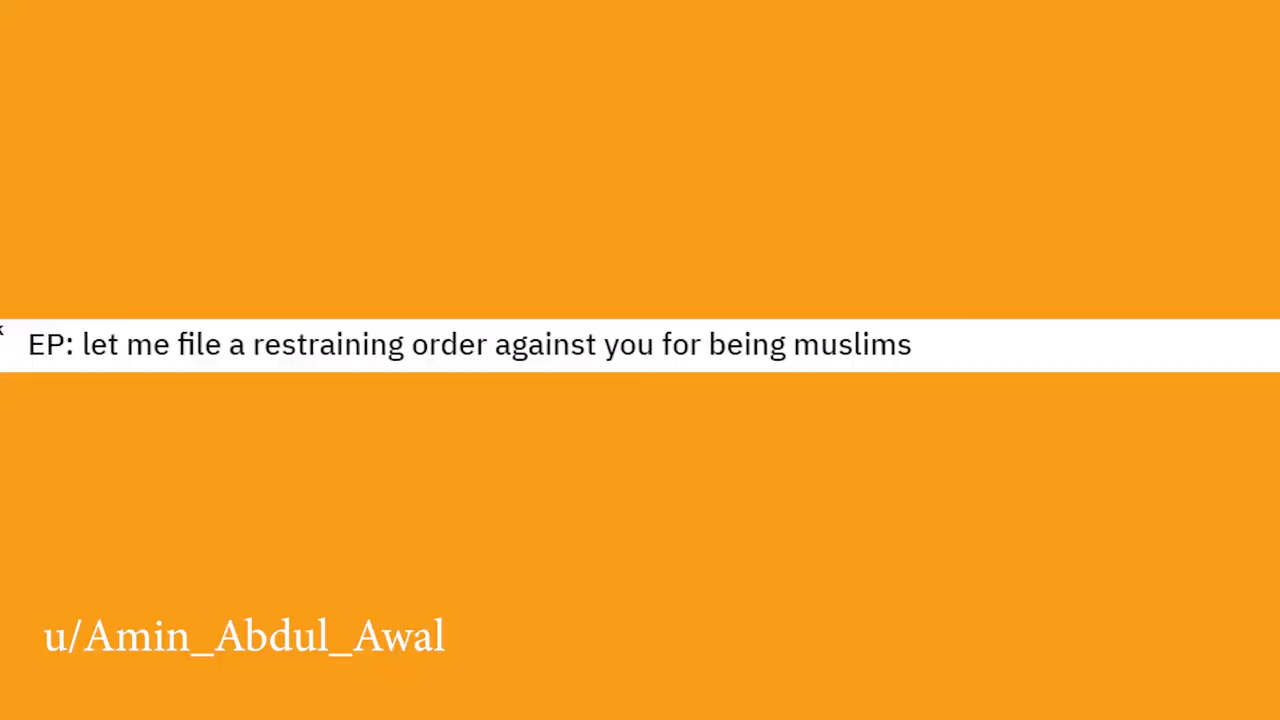 EP: let me file a restraining order against you for being muslims
u/Amin_Abdul_Awal